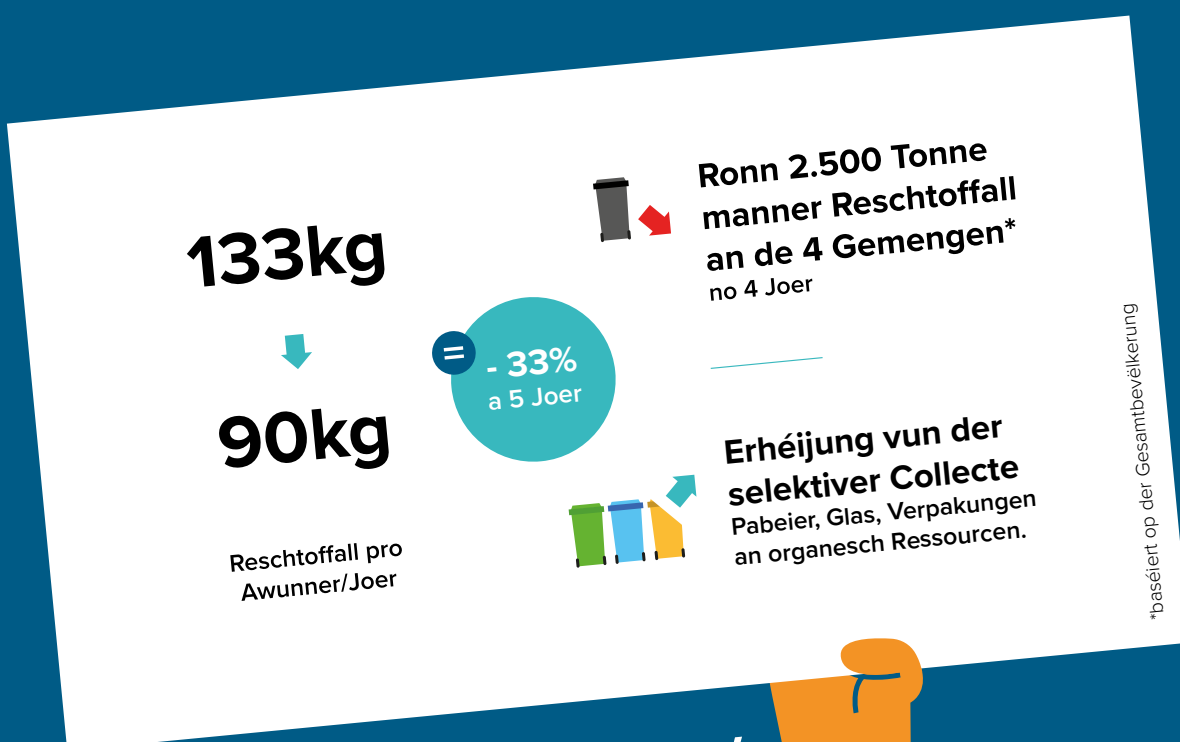 133kg
90kg
Reschtoffall pro
Awunner/Joer
=
- 33%
a 5 Joer
Ronn 2.500 Tonne
manner Reschtoffall
an de 4 Gemengen*
no 4 Joer
Erhéijung vun der
selektiver Collecte
Pabeier, Glas, Verpakungen
an organesch Ressourcen.
*baséiert op der Gesamtbevëlkerung